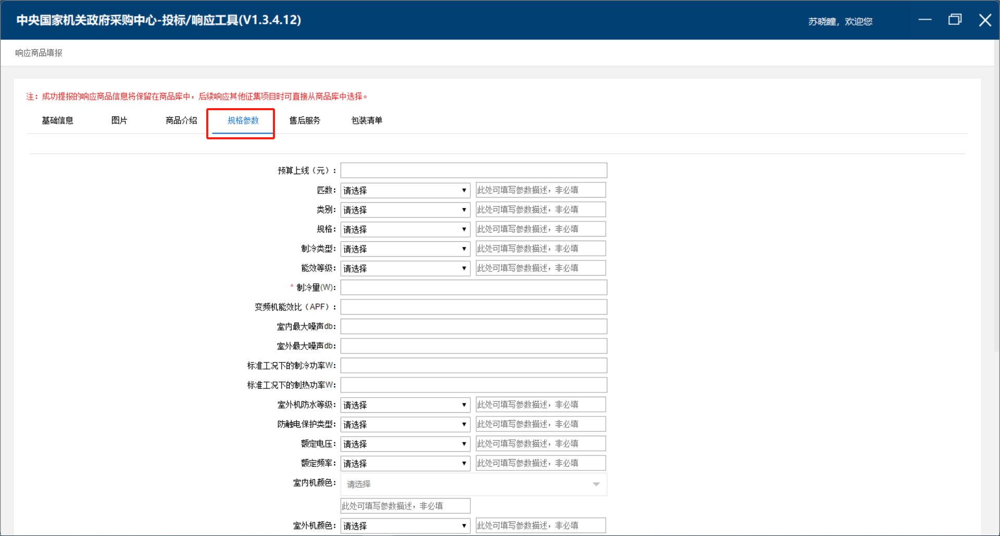 中央国家机关政府采购中心-投标/响应工具(V1.3.4.12)
苏晓瞳，欢迎您
响应商品填报
注：成功提报的响应商品信息将保留在商品库中，后续响应其他征集项目时可直接从商品库中选择。
基础信息 图片 商品介绍 规格参数 售后服务 包装清单
预算上线（元）：
匹数： 请选择 此处可填写参数描述，非必填
类别： 请选择 此处可填写参数描述，非必填
规格： 请选择 此处可填写参数描述，非必填
制冷类型： 请选择 此处可填写参数描述，非必填
能效等级： 请选择 此处可填写参数描述，非必填
* 制冷量(W)：
变频机能效比（APF）：
室内最大噪声db：
室外最大噪声db：
标准工况下的制冷功率W：
标准工况下的制热功率W：
室外机防水等级： 请选择 此处可填写参数描述，非必填
防触电保护类型： 请选择 此处可填写参数描述，非必填
额定电压： 请选择 此处可填写参数描述，非必填
额定频率： 请选择 此处可填写参数描述，非必填
室内机颜色： 请选择
此处可填写参数描述，非必填
室外机颜色： 请选择 此处可填写参数描述，非必填